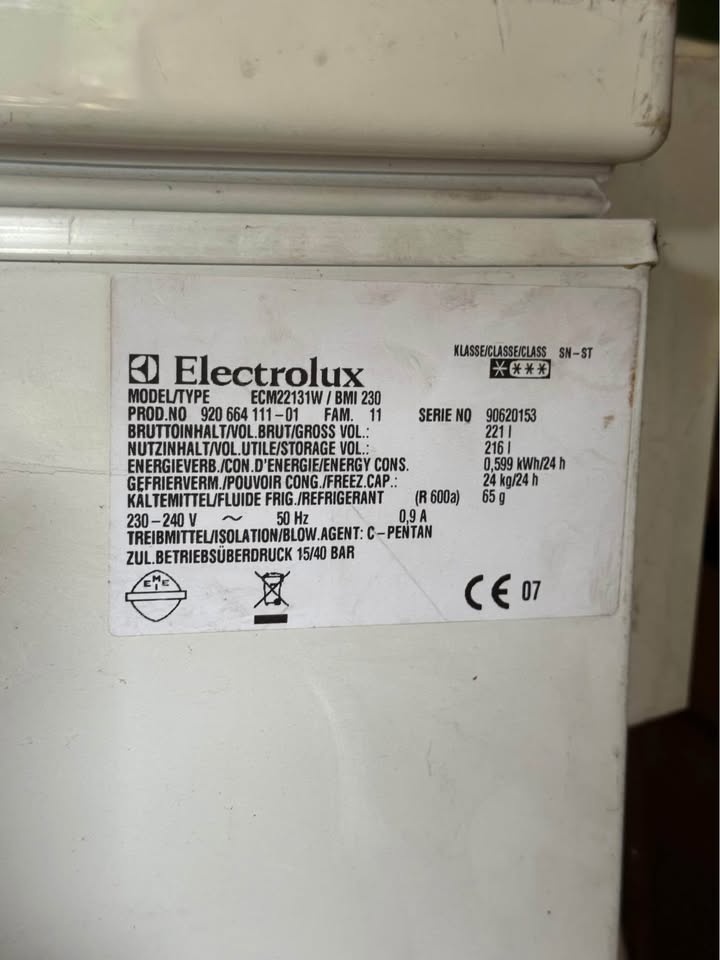 Electrolux
KLASSE/CLASSE/CLASS SN-ST
MODEL/TYPE ECM22131W / BMI 230
PROD.NO 920 664 111-01 FAM. 11 SERIE NO 90620153
BRUTTOINHALT/VOL.BRUT/GROSS VOL.: 221 l
NUTZINHALT/VOL.UTILE/STORAGE VOL.: 216 l
ENERGIEVERB./CON.D'ENERGIE/ENERGY CONS. 0,599 kWh/24 h
GEFRIERVERM./POUVOIR CONG./FREEZ.CAP.: 24 kg/24 h
KÄLTEMITTEL/FLUIDE FRIG./REFRIGERANT (R 600a) 65 g
230-240 V ~ 50 Hz 0,9 A
TREIBMITTEL/ISOLATION/BLOW.AGENT: C-PENTAN
ZUL.BETRIEBSÜBERDRUCK 15/40 BAR
EMEI
CE 07